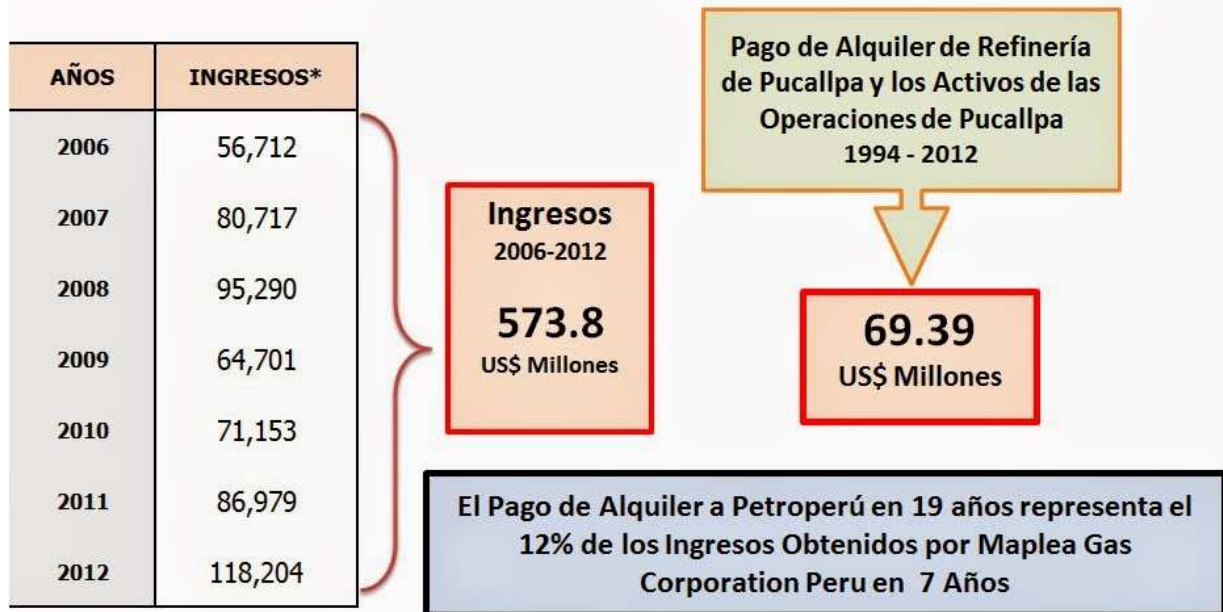 AÑOS INGRESOS*
2006 56,712
2007 80,717
2008 95,290
2009 64,701
2010 71,153
2011 86,979
2012 118,204
Ingresos
2006-2012
573.8
US$ Millones
Pago de Alquiler de Refinería
de Pucallpa y los Activos de las
Operaciones de Pucallpa
1994 - 2012
69.39
US$ Millones
El Pago de Alquiler a Petroperú en 19 años representa el
12% de los Ingresos Obtenidos por Maplea Gas
Corporation Peru en 7 Años